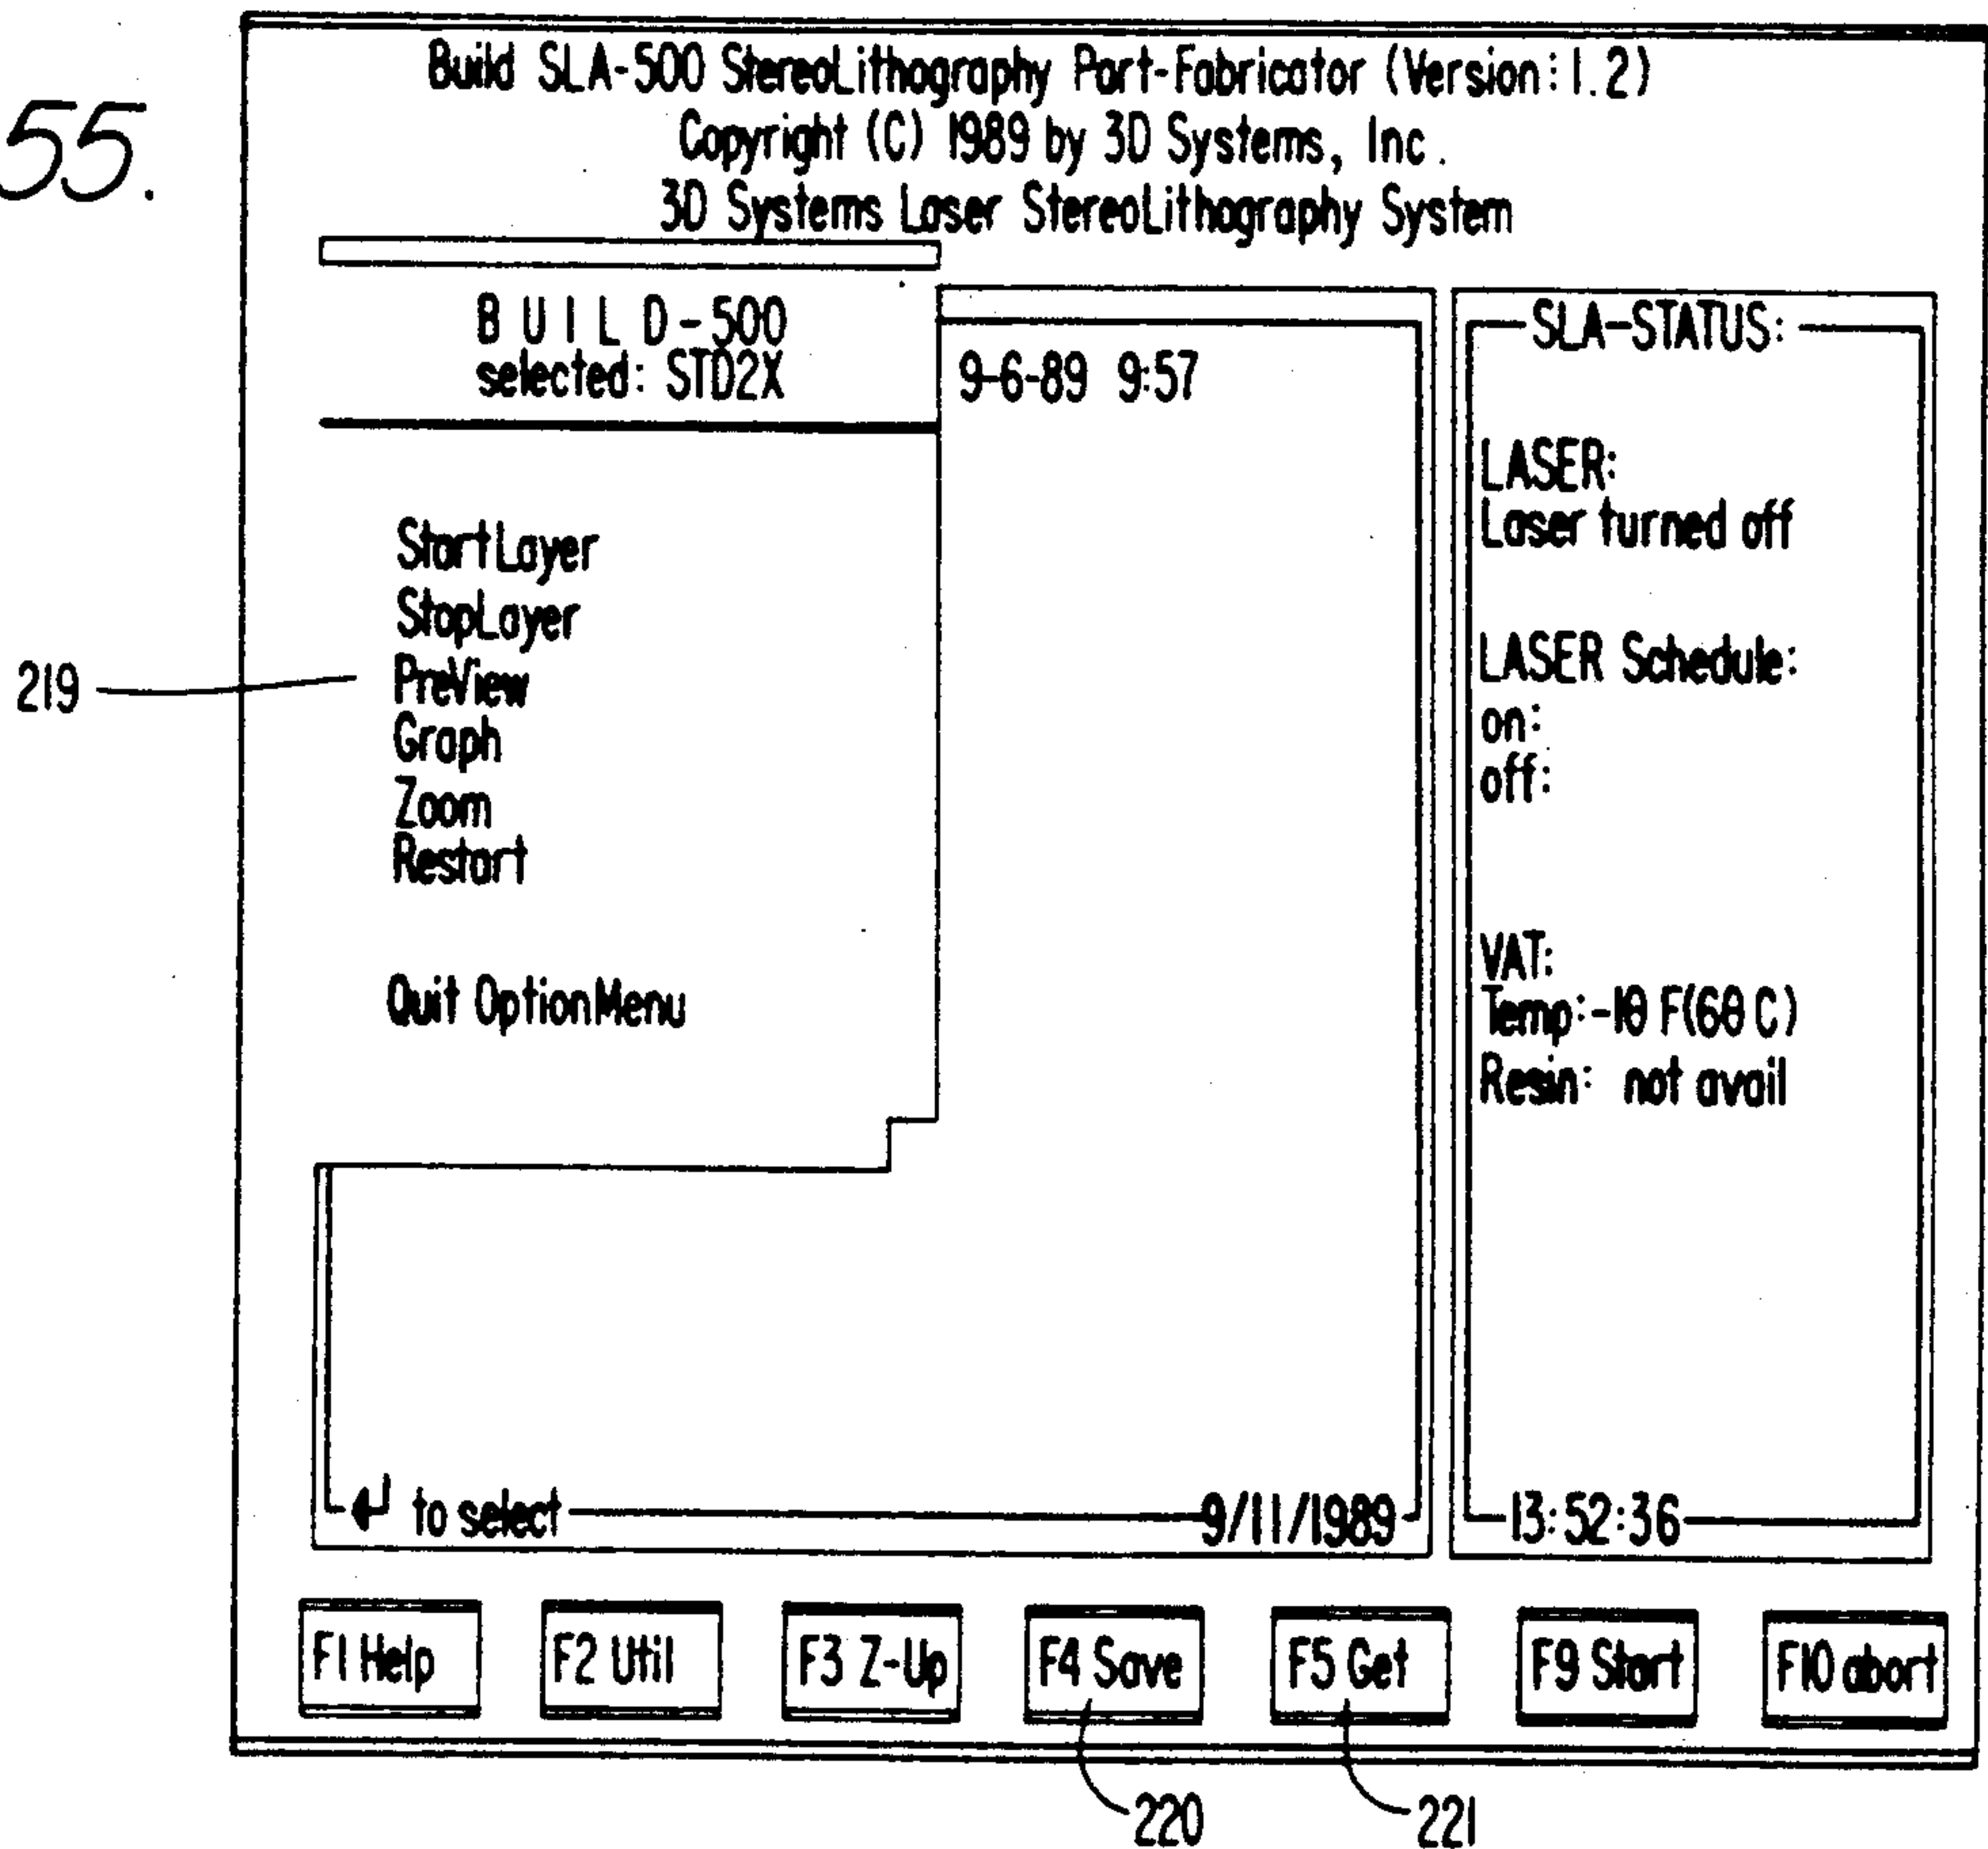 55.
Build SLA-500 StereoLithography Part-Fabricator (Version: 1.2)
Copyright (C) 1989 by 3D Systems, Inc.
3D Systems Laser StereoLithography System
B U I L D - 500
selected: STD2X
9-6-89 9:57
StartLayer
StopLayer
219
PreView
Graph
Zoom
Restart
Quit OptionMenu
↵ to select
9/11/1989
SLA-STATUS:
LASER:
Laser turned off
LASER Schedule:
on:
off:
VAT:
Temp: -10 F(60 C)
Resin: not avail
13:52:36
F1 Help
F2 Util
F3 Z-Up
F4 Save
F5 Get
F9 Start
F10 abort
220
221